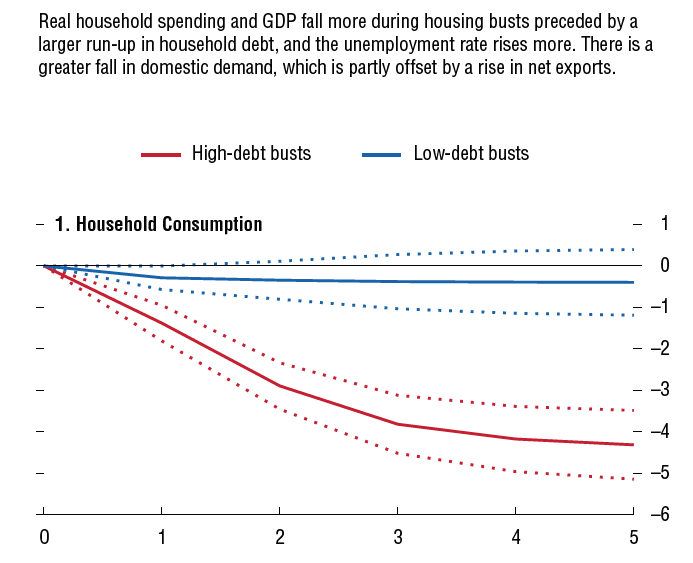 Real household spending and GDP fall more during housing busts preceded by a
larger run-up in household debt, and the unemployment rate rises more. There is a
greater fall in domestic demand, which is partly offset by a rise in net exports.
High-debt busts Low-debt busts
1. Household Consumption
1
0
–1
–2
–3
–4
–5
–6
0 1 2 3 4 5